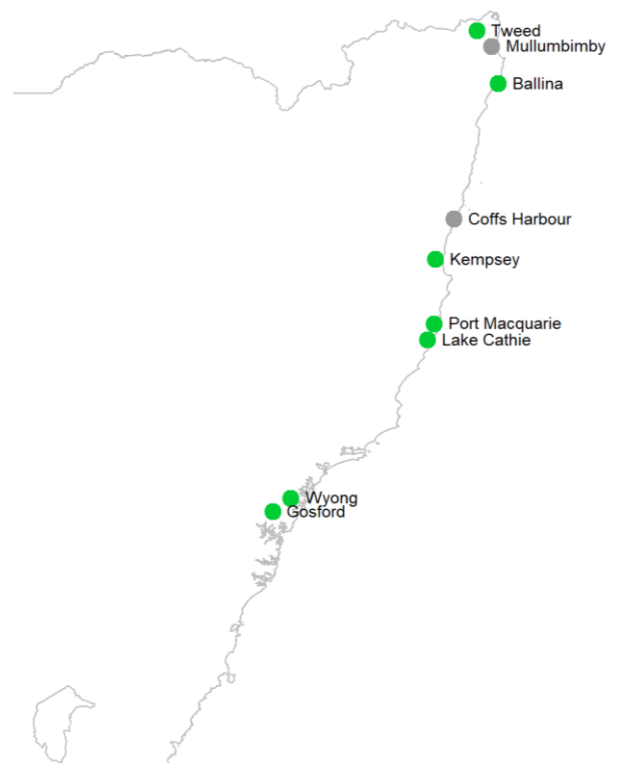 Tweed
Mullumbimby
Ballina
Coffs Harbour
Kempsey
Port Macquarie
Lake Cathie
Wyong
Gosford